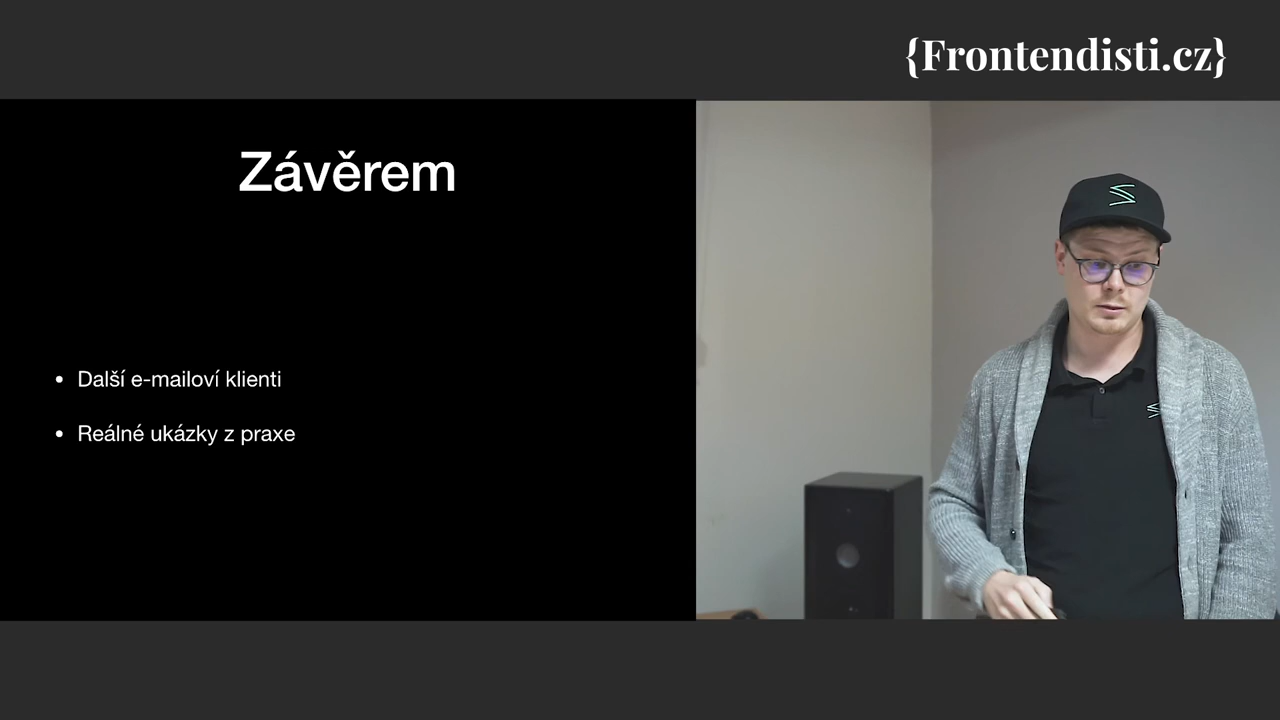 {Frontendisti.cz}
Závěrem
• Další e-mailoví klienti
• Reálné ukázky z praxe